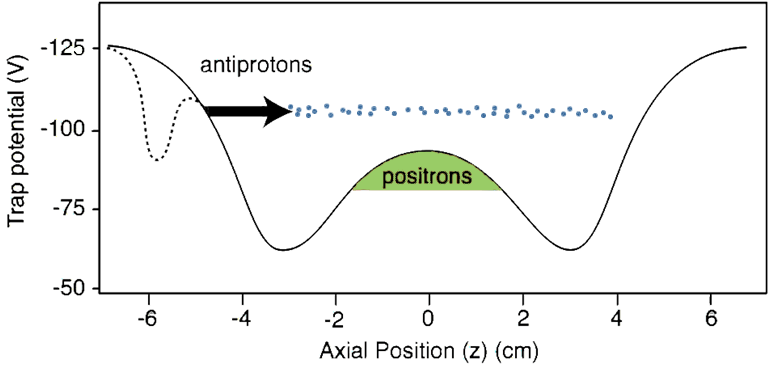 Trap potential (V)
-125
-100
-75
-50
antiprotons
positrons
-6
-4
-2
0
2
4
6
Axial Position (z) (cm)